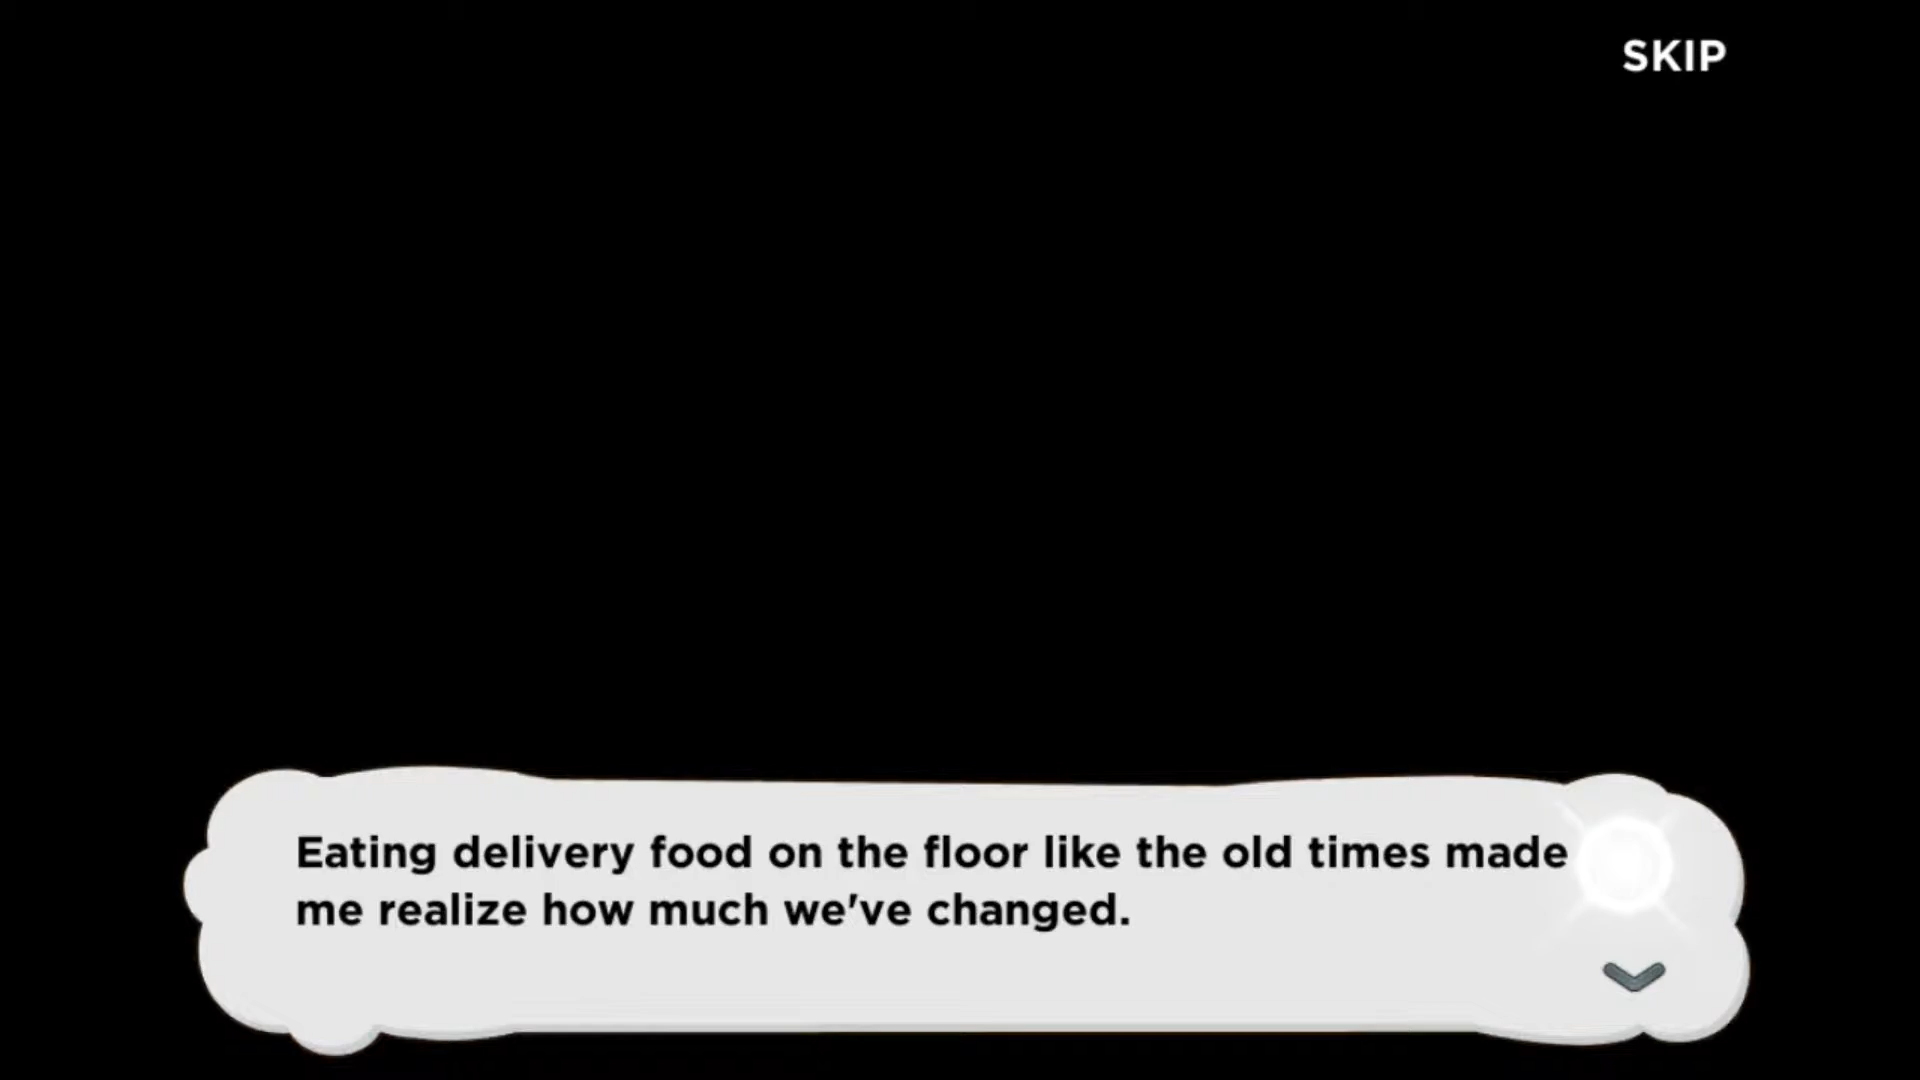 SKIP
Eating delivery food on the floor like the old times made
me realize how much we've changed.